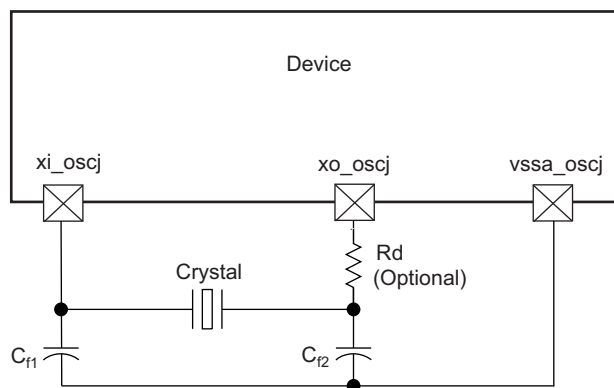 Device
xi_oscj
xo_oscj
vssa_oscj
Rd
(Optional)
Crystal
Cf1
Cf2